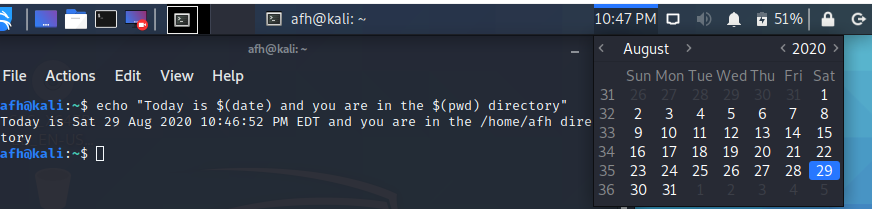 afh@kali: ~
10:47 PM
51%
afh@kali: ~
File Actions Edit View Help
afh@kali:~$ echo "Today is $(date) and you are in the $(pwd) directory"
Today is Sat 29 Aug 2020 10:46:52 PM EDT and you are in the /home/afh dire
tory
afh@kali:~$
August 2020
Sun Mon Tue Wed Thu Fri Sat
31 26 27 28 29 30 31 1
32 2 3 4 5 6 7 8
33 9 10 11 12 13 14 15
34 16 17 18 19 20 21 22
35 23 24 25 26 27 28 29
36 30 31 1 2 3 4 5